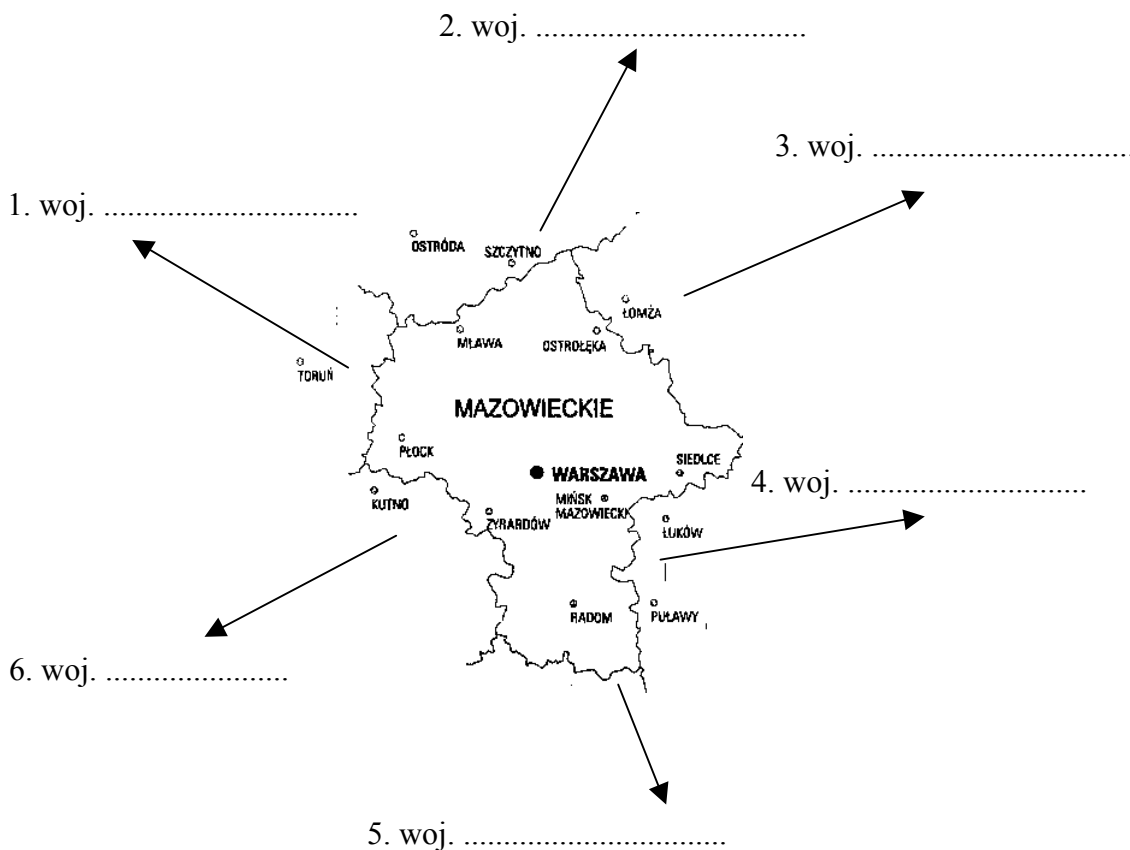 2. woj. ..............................
3. woj. .............................
1. woj. ............................
OSTRÓDA
SZCZYTNO
ŁOMŻA
MŁAWA
OSTROŁĘKA
TORUŃ
MAZOWIECKIE
PŁOCK
SIEDLCE
WARSZAWA
4. woj. ..........................
KUTNO
MIŃSK
MAZOWIECKI
ŻYRARDÓW
ŁUKÓW
RADOM
PUŁAWY
6. woj. ....................
5. woj. .............................